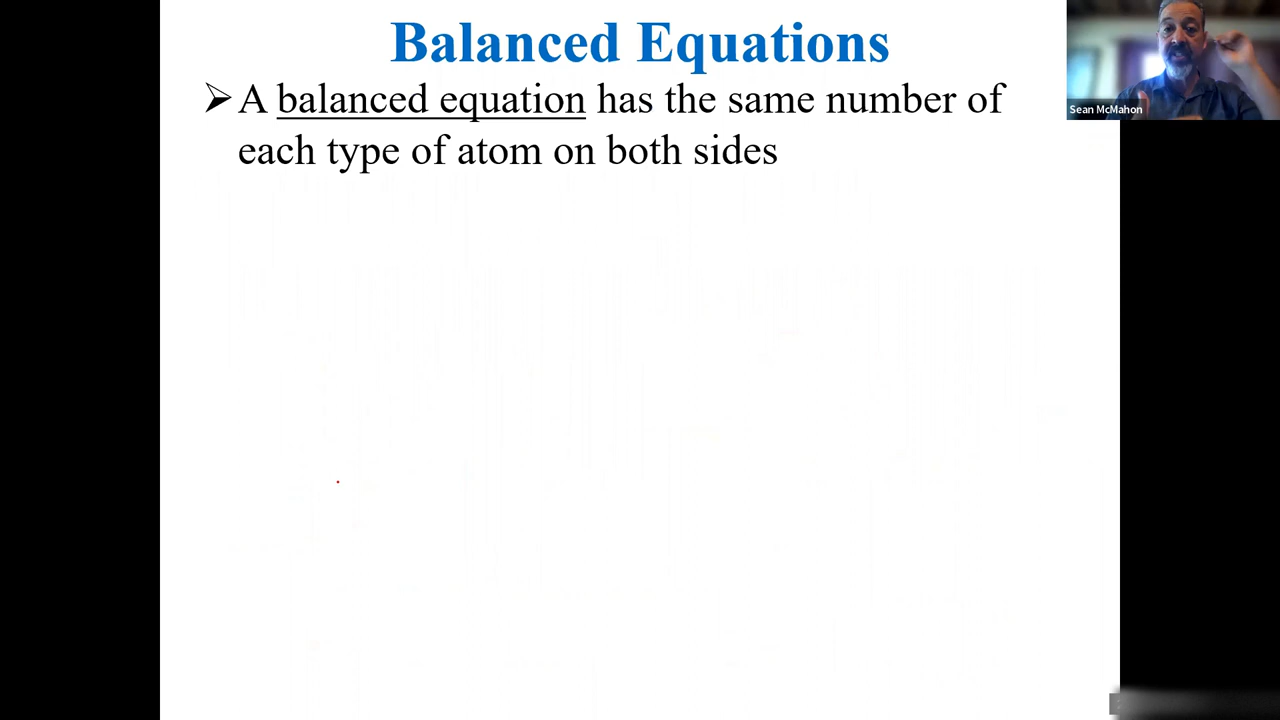 Balanced Equations
➢A balanced equation has the same number of
each type of atom on both sides
Sean McMahon